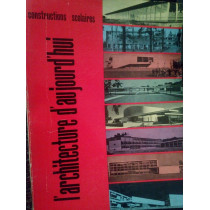 constructions scolaires
l'architecture d'aujourd'hui